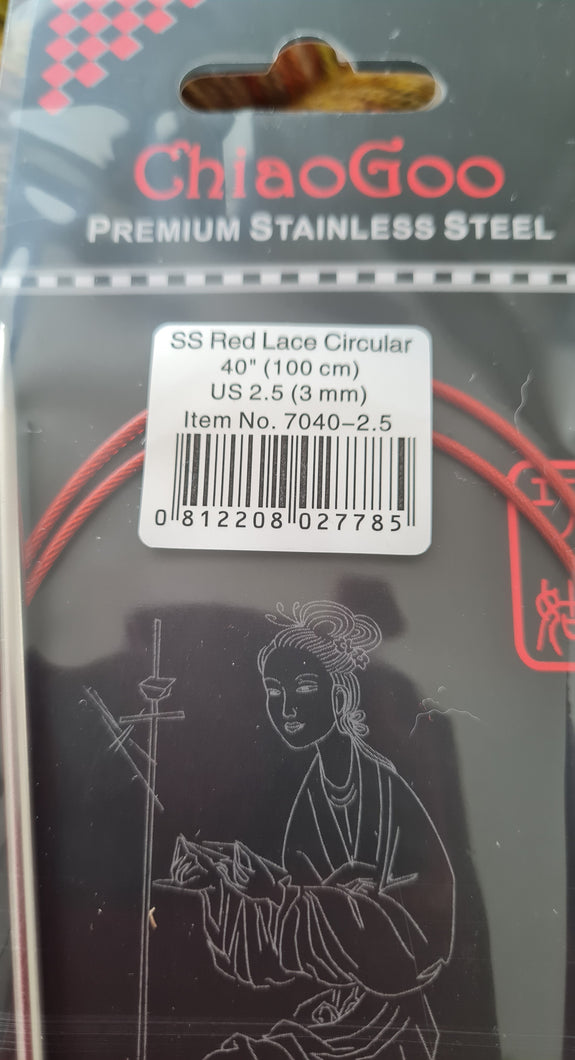 ChiaoGoo
PREMIUM STAINLESS STEEL
SS Red Lace Circular
40" (100 cm)
US 2.5 (3 mm)
Item No. 7040-2.5
0 812208 027785